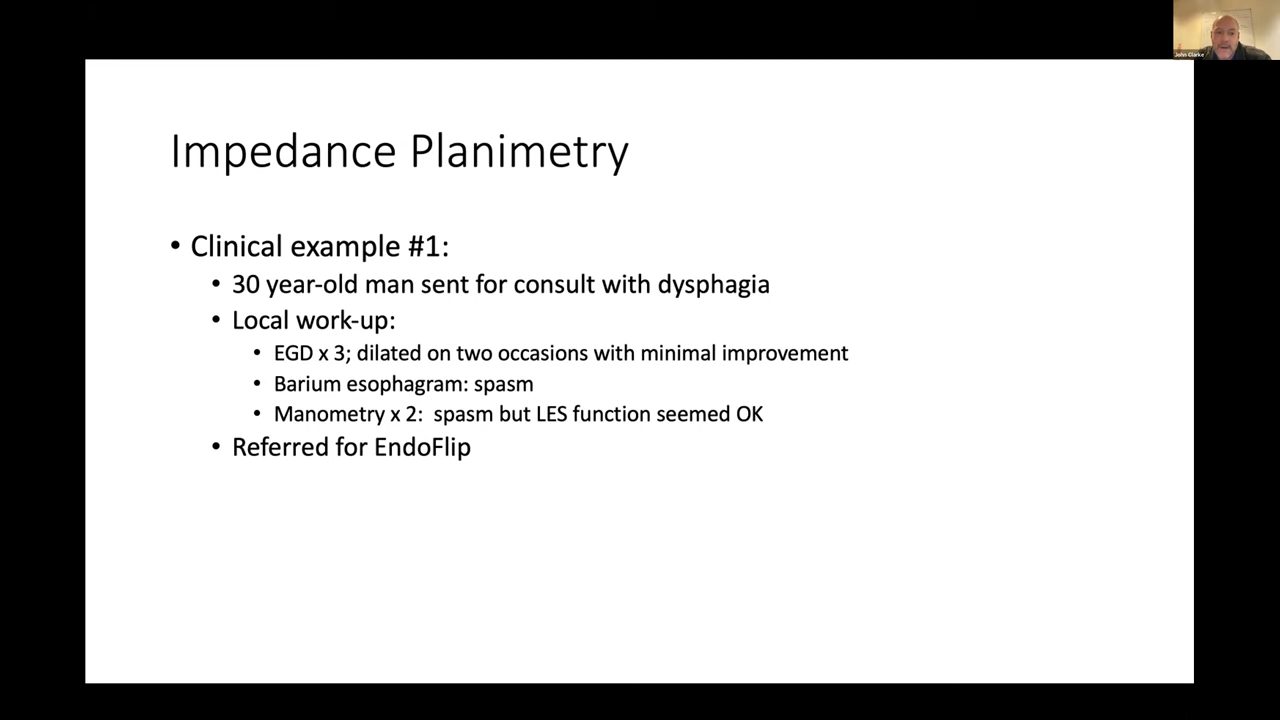 John Clarke
Impedance Planimetry
• Clinical example #1:
• 30 year-old man sent for consult with dysphagia
• Local work-up:
• EGD x 3; dilated on two occasions with minimal improvement
• Barium esophagram: spasm
• Manometry x 2:  spasm but LES function seemed OK
• Referred for EndoFlip